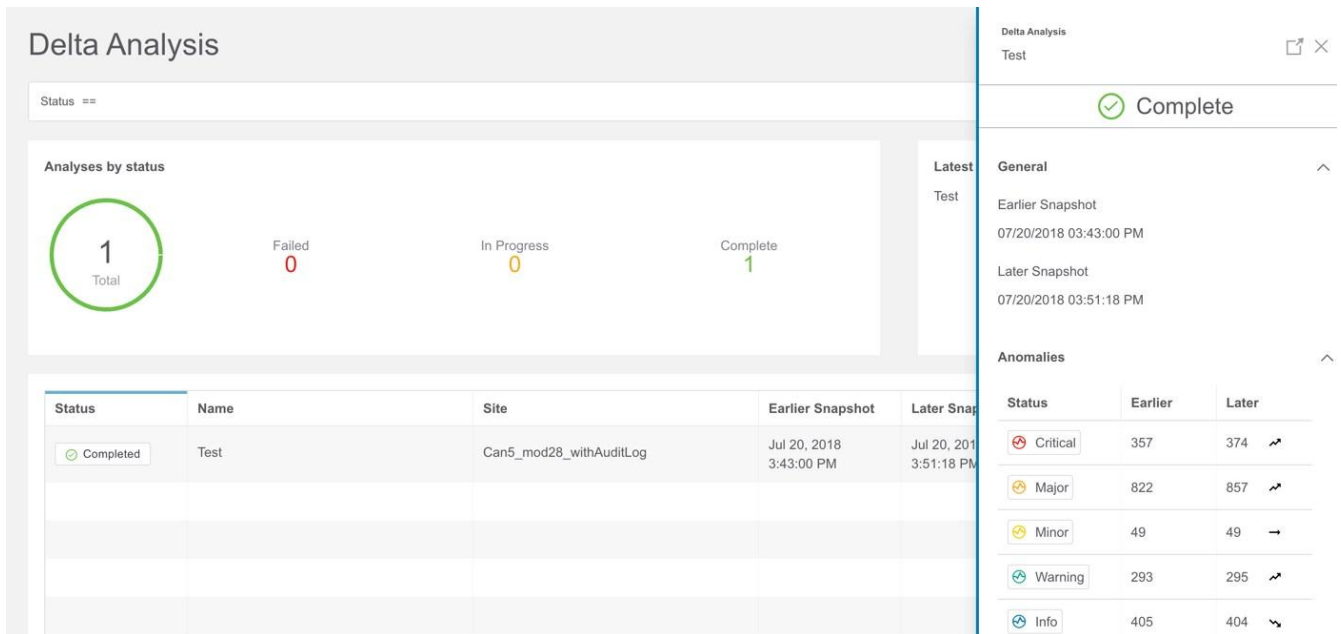 Delta Analysis
Status ==
Analyses by status
1
Total
Failed
0
In Progress
0
Complete
1
Latest
Test
Status Name Site Earlier Snapshot Later Snap
Completed Test Can5_mod28_withAuditLog Jul 20, 2018 Jul 20, 201
3:43:00 PM 3:51:18 PM
Delta Analysis
Test
Complete
General
Earlier Snapshot
07/20/2018 03:43:00 PM
Later Snapshot
07/20/2018 03:51:18 PM
Anomalies
Status Earlier Later
Critical 357 374
Major 822 857
Minor 49 49
Warning 293 295
Info 405 404